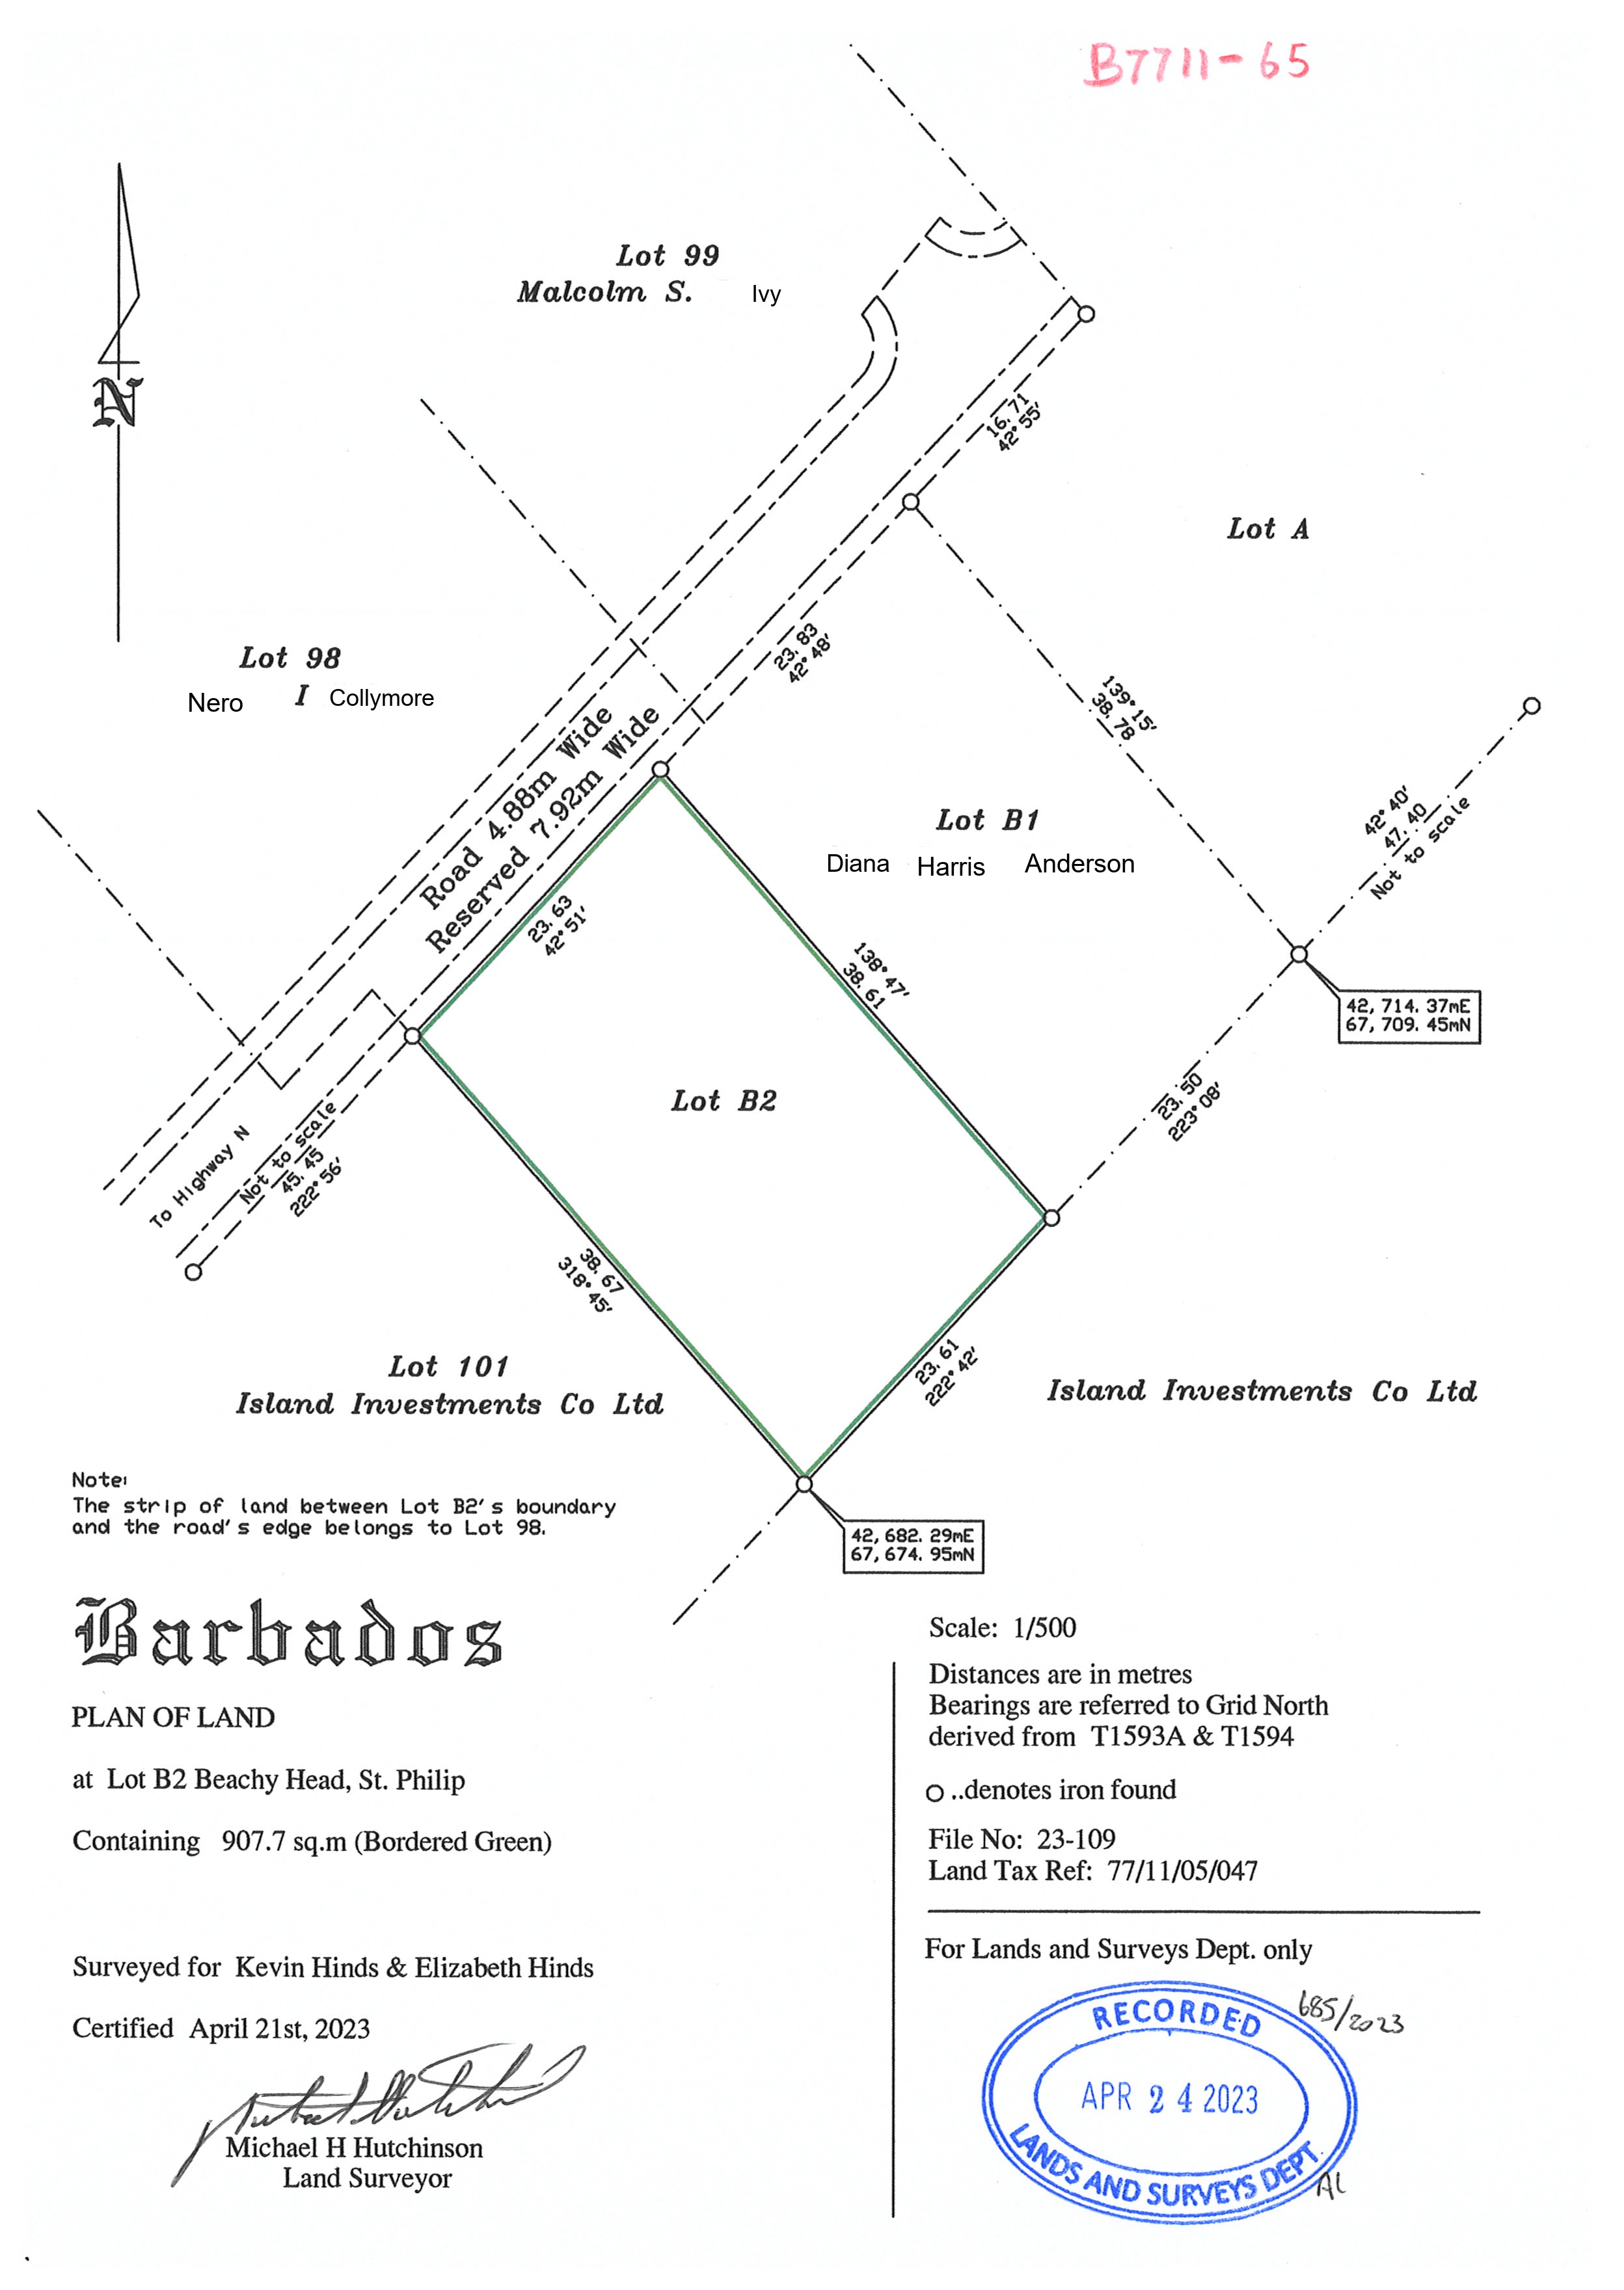 B7711-65
Lot 99
Malcolm S. Ivy
16.71
42°55'
Lot A
N
23.83
42°48'
Lot 98
Nero I Collymore
139°15'
38.78
Road 4.88m Wide
Reserved 7.92m Wide
42°40'
47.40
Not to scale
Lot B1
Diana Harris Anderson
23.63
42°51'
138°47'
38.61
42,714.37mE
67,709.45mN
Lot B2
23.50
223°08'
To Highway N
Not to scale
45.45
222°56'
38.67
318°45'
23.61
222°42'
Lot 101
Island Investments Co Ltd
Island Investments Co Ltd
Note:
The strip of land between Lot B2's boundary
and the road's edge belongs to Lot 98.
42,682.29mE
67,674.95mN
Barbados
PLAN OF LAND
at Lot B2 Beachy Head, St. Philip
Containing 907.7 sq.m (Bordered Green)
Surveyed for Kevin Hinds & Elizabeth Hinds
Certified April 21st, 2023
Michael H Hutchinson
Land Surveyor
Scale: 1/500
Distances are in metres
Bearings are referred to Grid North
derived from T1593A & T1594
..denotes iron found
File No: 23-109
Land Tax Ref: 77/11/05/047
For Lands and Surveys Dept. only
685/2023
RECORDED
APR 24 2023
LANDS AND SURVEYS DEPT.
AL